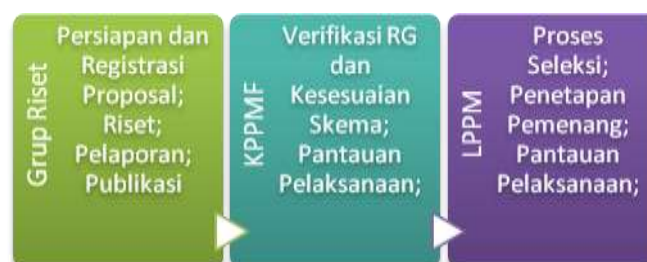 Grup Riset
Persiapan dan
Registrasi
Proposal;
Riset;
Pelaporan;
Publikasi
KPPMF
Verifikasi RG
dan
Kesesuaian
Skema;
Pantauan
Pelaksanaan;
LPPM
Proses
Seleksi;
Penetapan
Pemenang;
Pantauan
Pelaksanaan;